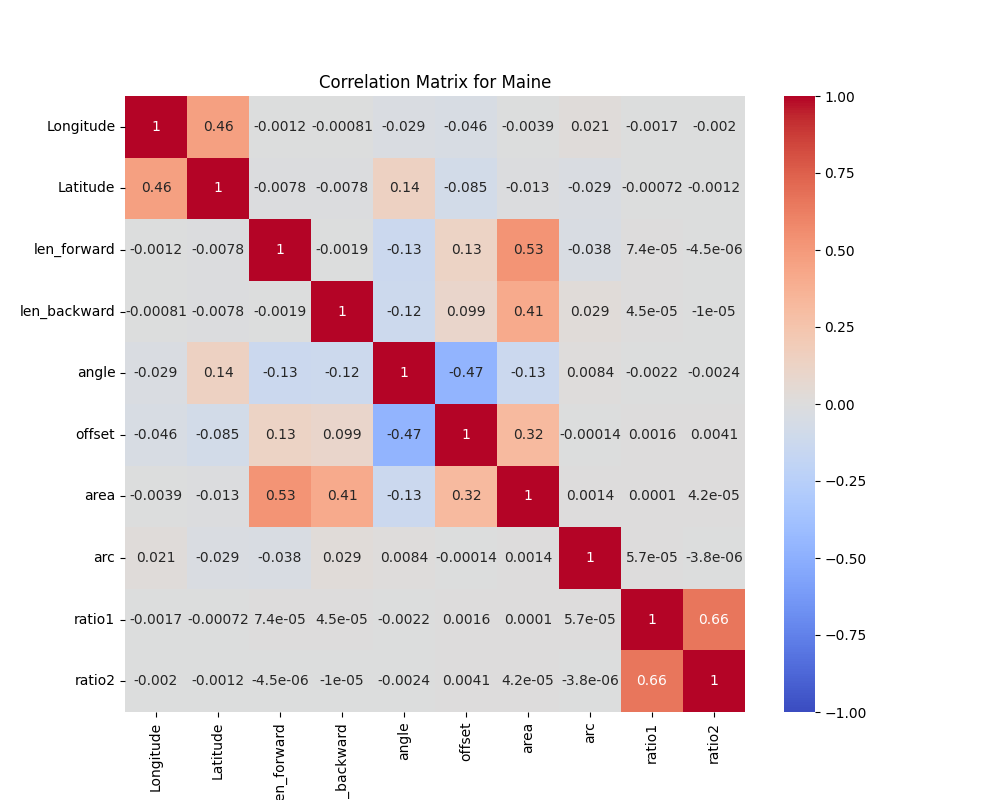 Correlation Matrix for Maine
Longitude 1 0.46 -0.0012 -0.00081 -0.029 -0.046 -0.0039 0.021 -0.0017 -0.002
Latitude 0.46 1 -0.0078 -0.0078 0.14 -0.085 -0.013 -0.029 -0.00072 -0.0012
len_forward -0.0012 -0.0078 1 -0.0019 -0.13 0.13 0.53 -0.038 7.4e-05 -4.5e-06
len_backward -0.00081 -0.0078 -0.0019 1 -0.12 0.099 0.41 0.029 4.5e-05 -1e-05
angle -0.029 0.14 -0.13 -0.12 1 -0.47 -0.13 0.0084 -0.0022 -0.0024
offset -0.046 -0.085 0.13 0.099 -0.47 1 0.32 -0.00014 0.0016 0.0041
area -0.0039 -0.013 0.53 0.41 -0.13 0.32 1 0.0014 0.0001 4.2e-05
arc 0.021 -0.029 -0.038 0.029 0.0084 -0.00014 0.0014 1 5.7e-05 -3.8e-06
ratio1 -0.0017 -0.00072 7.4e-05 4.5e-05 -0.0022 0.0016 0.0001 5.7e-05 1 0.66
ratio2 -0.002 -0.0012 -4.5e-06 -1e-05 -0.0024 0.0041 4.2e-05 -3.8e-06 0.66 1
Longitude
Latitude
en_forward
_backward
angle
offset
area
arc
ratio1
ratio2
1.00
0.75
0.50
0.25
0.00
−0.25
−0.50
−0.75
−1.00